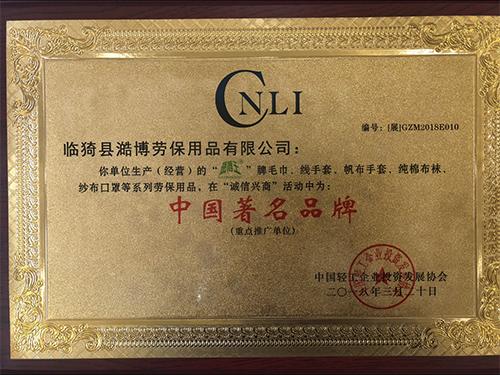 CNLI
编号：[展]GZM2018E010
临猗县澔博劳保用品有限公司：
你单位生产（经营）的“ ”牌毛巾、线手套、帆布手套、纯棉布袜、
纱布口罩等系列劳保用品，在“诚信兴商”活动中为：
中国著名品牌
(重点推广单位)
中国轻工企业投资发展协会
二〇一八年三月二十日